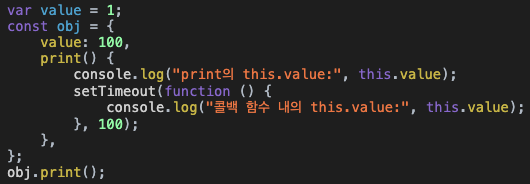 var value = 1;
const obj = {
    value: 100,
    print() {
        console.log("print의 this.value:", this.value);
        setTimeout(function () {
            console.log("콜백 함수 내의 this.value:", this.value);
        }, 100);
    },
};
obj.print();